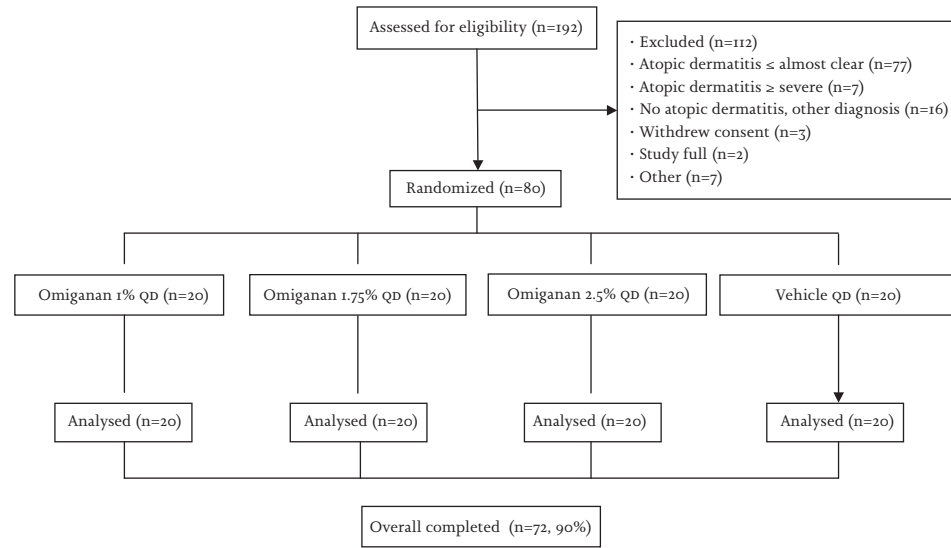 Assessed for eligibility (n=192)
· Excluded (n=112)
· Atopic dermatitis ≤ almost clear (n=77)
· Atopic dermatitis ≥ severe (n=7)
· No atopic dermatitis, other diagnosis (n=16)
· Withdrew consent (n=3)
· Study full (n=2)
· Other (n=7)
Randomized (n=80)
Omiganan 1% QD (n=20)
Omiganan 1.75% QD (n=20)
Omiganan 2.5% QD (n=20)
Vehicle QD (n=20)
Analysed (n=20)
Analysed (n=20)
Analysed (n=20)
Analysed (n=20)
Overall completed (n=72, 90%)